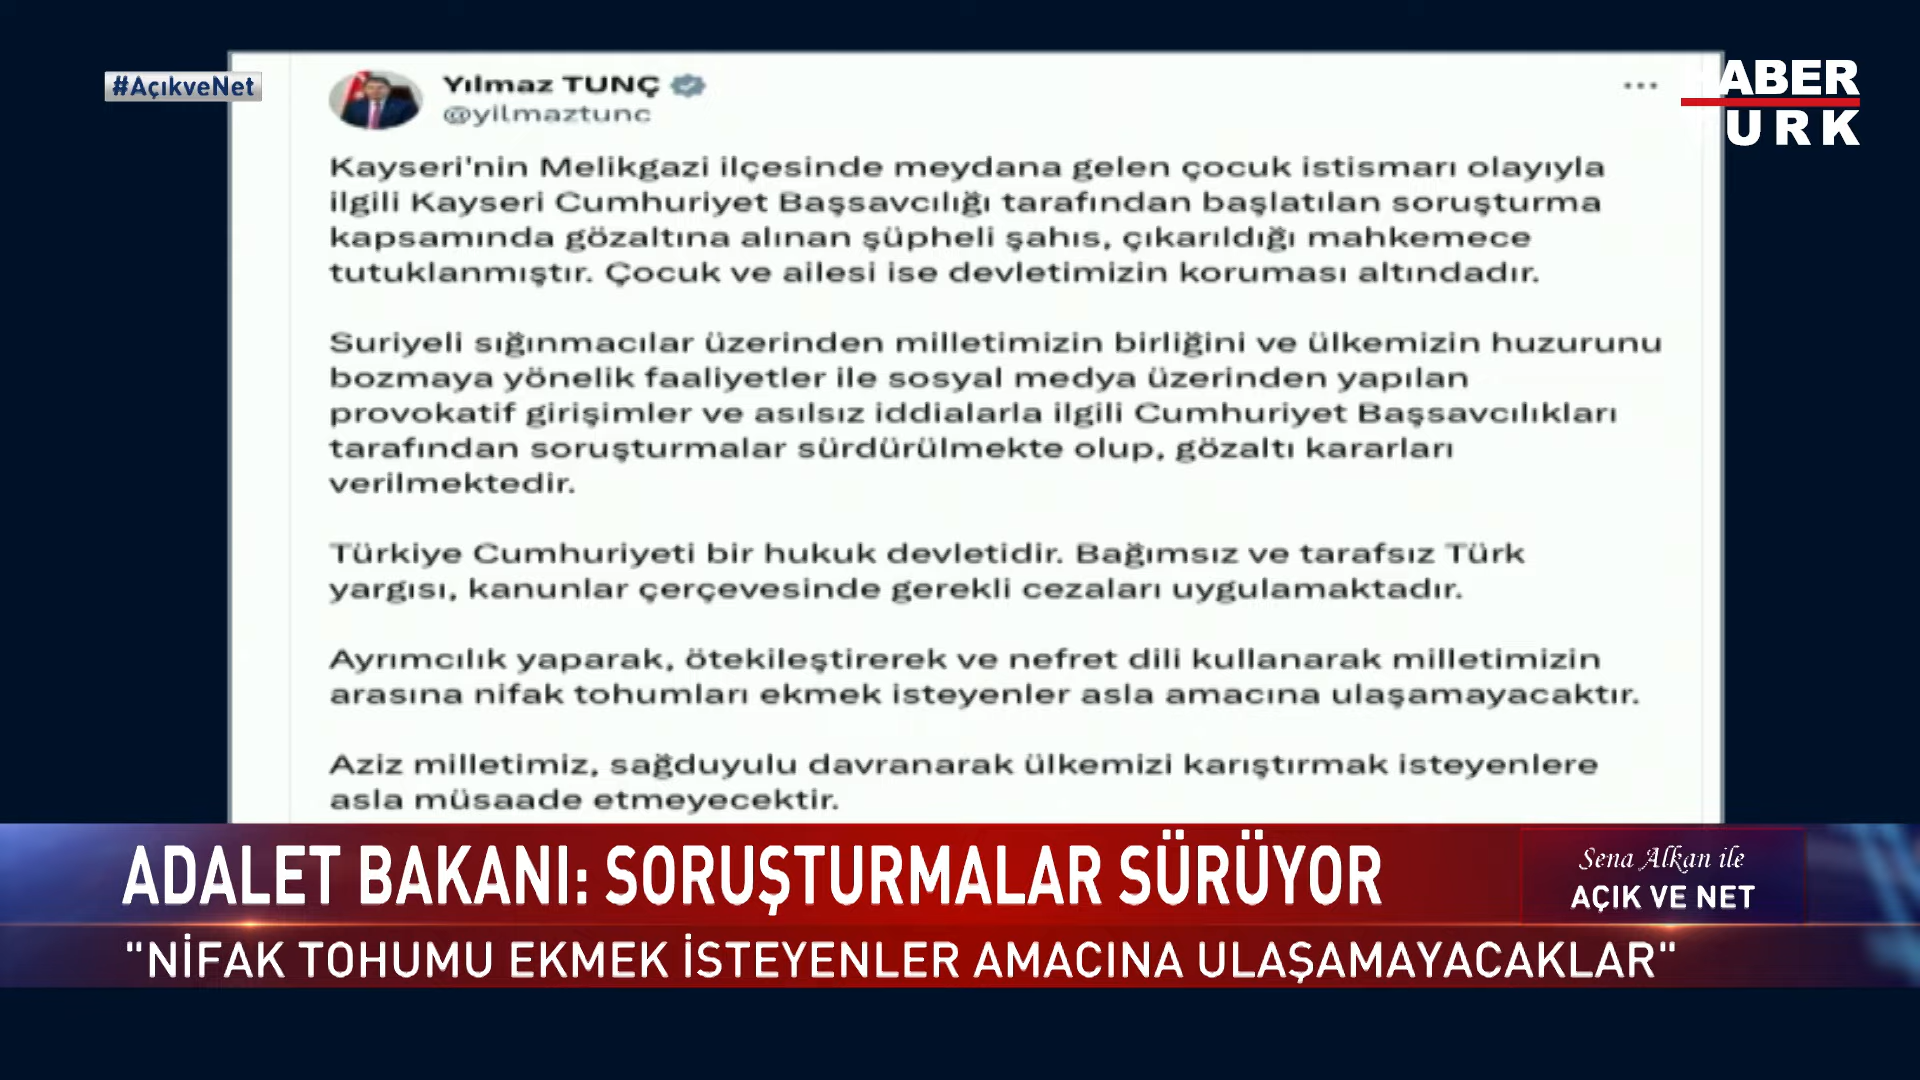 #AçıkveNet
HABER
TURK
Yılmaz TUNÇ
@yilmaztunc
Kayseri'nin Melikgazi ilçesinde meydana gelen çocuk istismarı olayıyla
ilgili Kayseri Cumhuriyet Başsavcılığı tarafından başlatılan soruşturma
kapsamında gözaltına alınan şüpheli şahıs, çıkarıldığı mahkemece
tutuklanmıştır. Çocuk ve ailesi ise devletimizin koruması altındadır.
Suriyeli sığınmacılar üzerinden milletimizin birliğini ve ülkemizin huzurunu
bozmaya yönelik faaliyetler ile sosyal medya üzerinden yapılan
provokatif girişimler ve asılsız iddialarla ilgili Cumhuriyet Başsavcılıkları
tarafından soruşturmalar sürdürülmekte olup, gözaltı kararları
verilmektedir.
Türkiye Cumhuriyeti bir hukuk devletidir. Bağımsız ve tarafsız Türk
yargısı, kanunlar çerçevesinde gerekli cezaları uygulamaktadır.
Ayrımcılık yaparak, ötekileştirerek ve nefret dili kullanarak milletimizin
arasına nifak tohumları ekmek isteyenler asla amacına ulaşamayacaktır.
Aziz milletimiz, sağduyulu davranarak ülkemizi karıştırmak isteyenlere
asla müsaade etmeyecektir.
ADALET BAKANI: SORUŞTURMALAR SÜRÜYOR
Sena Alkan ile
AÇIK VE NET
"NİFAK TOHUMU EKMEK İSTEYENLER AMACINA ULAŞAMAYACAKLAR"